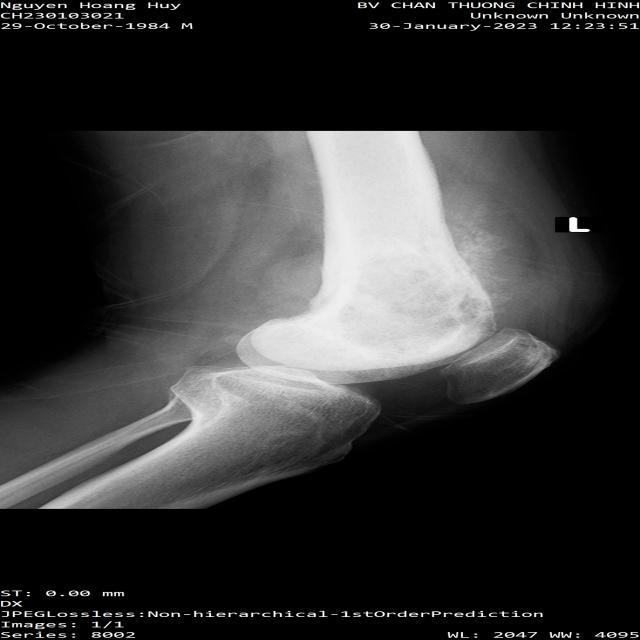 Nguyen Hoang Huy
CH230103021
29-October-1984 M
BV CHAN THUONG CHINH HINH
Unknown Unknown
30-January-2023 12:23:51
L
ST: 0.00 mm
DX
JPEGLossless:Non-hierarchical-1stOrderPrediction
Images: 1/1
Series: 8002
WL: 2047 WW: 4095